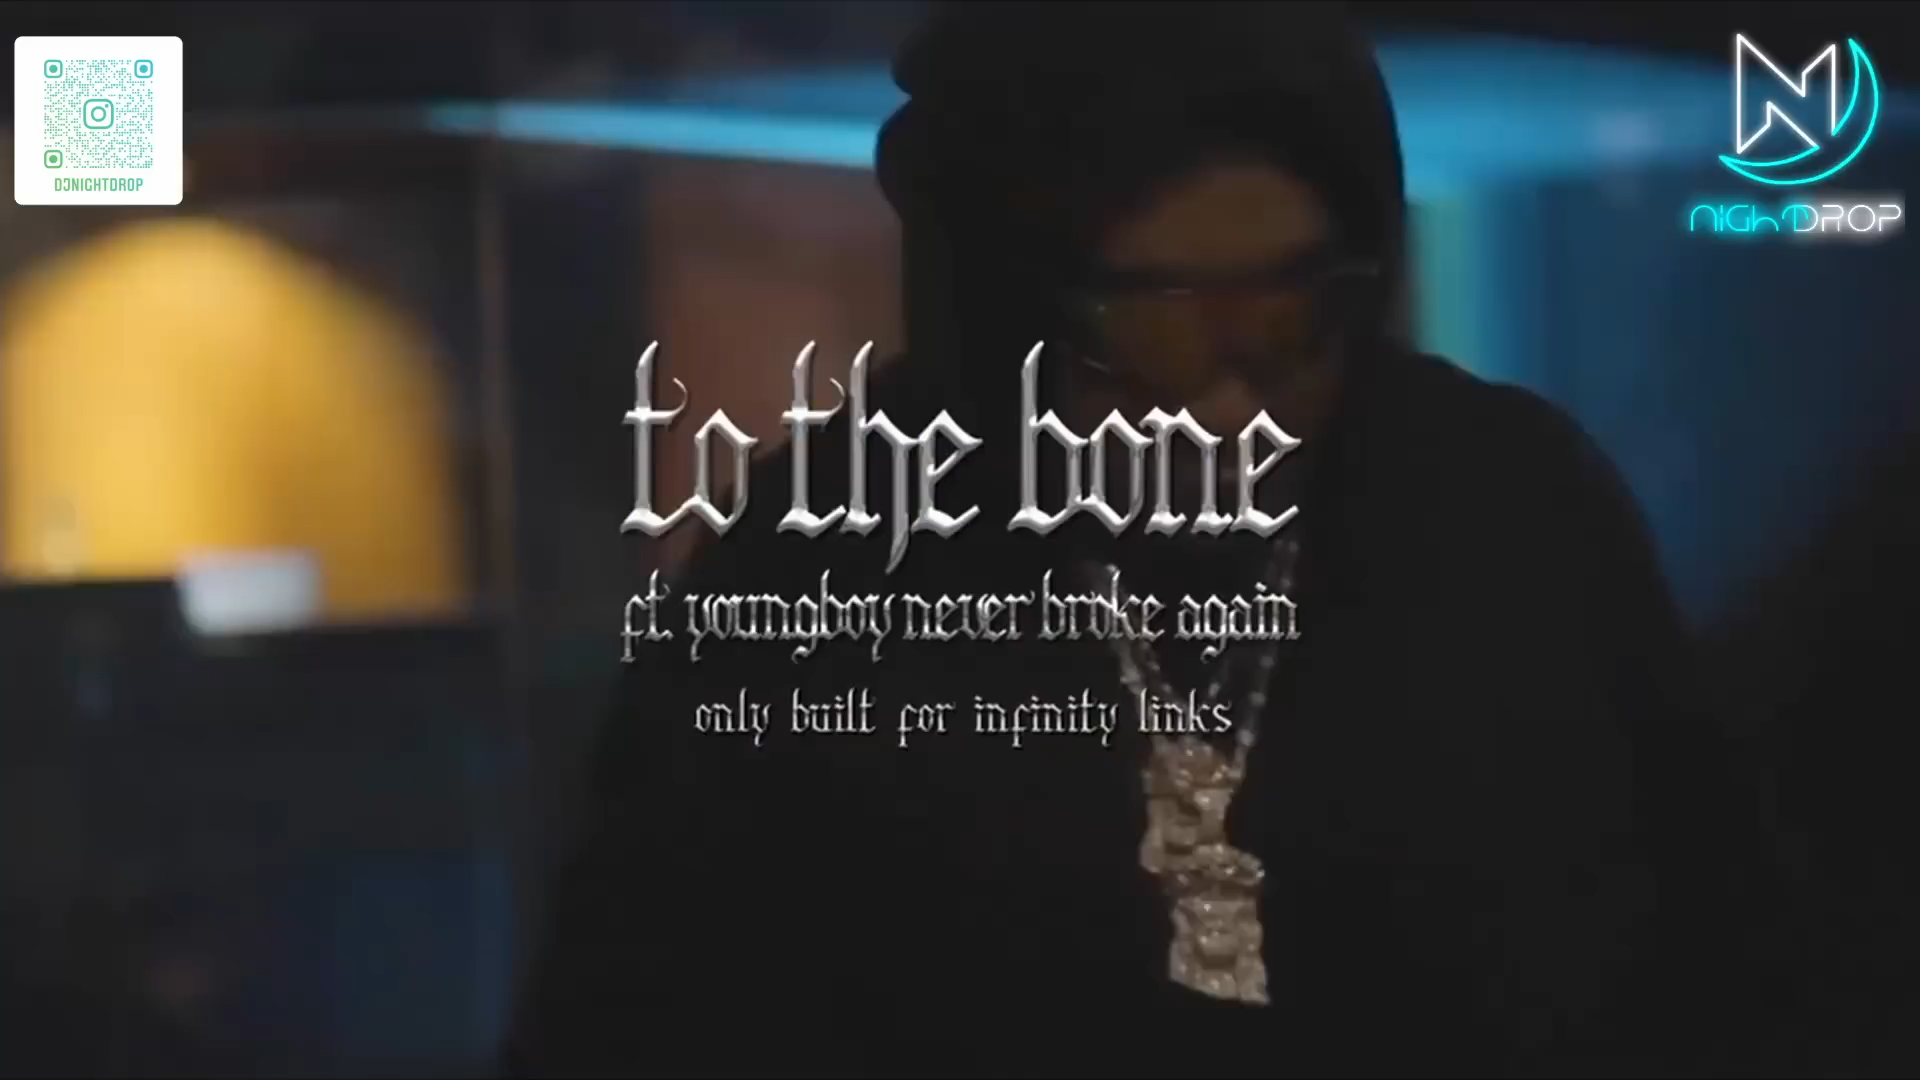 DJNIGHTDROP
NIGHTDROP
to the bone
ft. youngboy never broke again
only built for infinity links